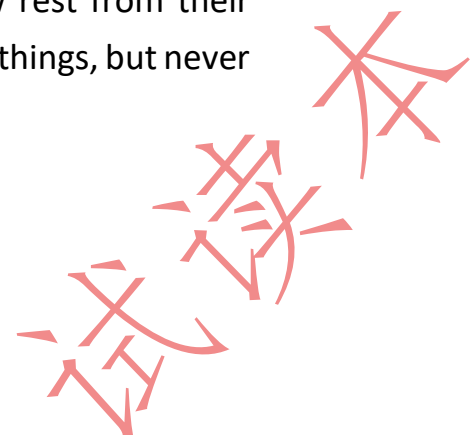 rest from their
things, but never
试读本